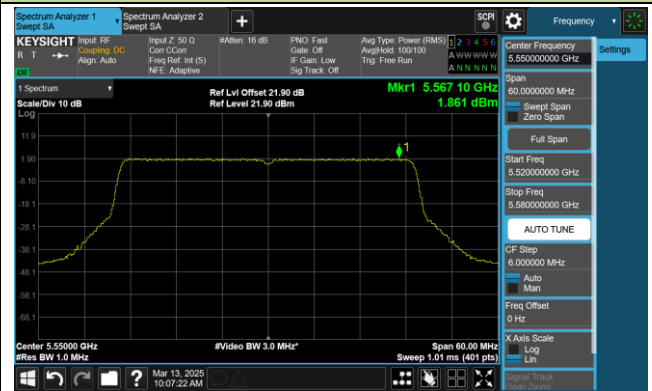 Spectrum Analyzer 1
Swept SA
Spectrum Analyzer 2
Swept SA
+
SCPI
Frequency
KEYSIGHT
R T
LXI
Input: RF
Coupling: DC
Align: Auto
Input Z: 50 Ω
Corr CCorr
Freq Ref: Int (S)
NFE: Adaptive
#Atten: 16 dB
PNO: Fast
Gate: Off
IF Gain: Low
Sig Track: Off
Avg Type: Power (RMS)
Avg|Hold: 100/100
Trig: Free Run
1 2 3 4 5 6
A W W W W W
A N N N N N
1 Spectrum
Scale/Div 10 dB
Log
Ref Lvl Offset 21.90 dB
Ref Level 21.90 dBm
Mkr1 5.567 10 GHz
1.861 dBm
11.9
1.90
-8.10
-18.1
-28.1
-38.1
-48.1
-58.1
-68.1
1
Center 5.55000 GHz
#Res BW 1.0 MHz
#Video BW 3.0 MHz*
Span 60.00 MHz
Sweep 1.01 ms (401 pts)
Center Frequency
5.550000000 GHz
Settings
Span
60.0000000 MHz
Swept Span
Zero Span
Full Span
Start Freq
5.520000000 GHz
Stop Freq
5.580000000 GHz
AUTO TUNE
CF Step
6.000000 MHz
Auto
Man
Freq Offset
0 Hz
X Axis Scale
Log
Lin
Signal Track
(Span Zoom)
?
Mar 13, 2025
10:07:22 AM